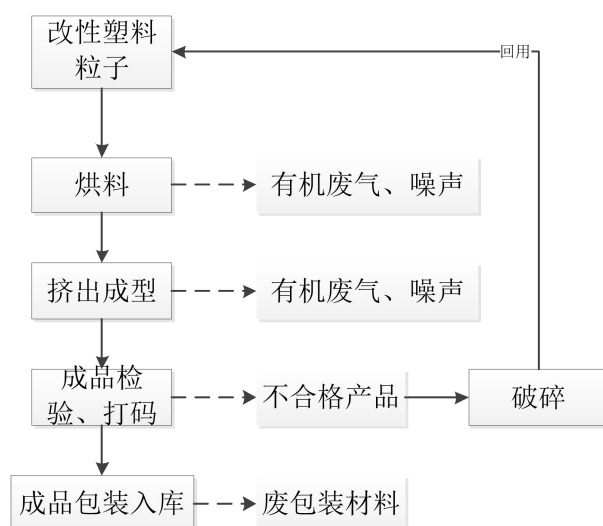 改性塑料
粒子
回用
烘料
有机废气、噪声
挤出成型
有机废气、噪声
成品检
验、打码
不合格产品
破碎
成品包装入库
废包装材料